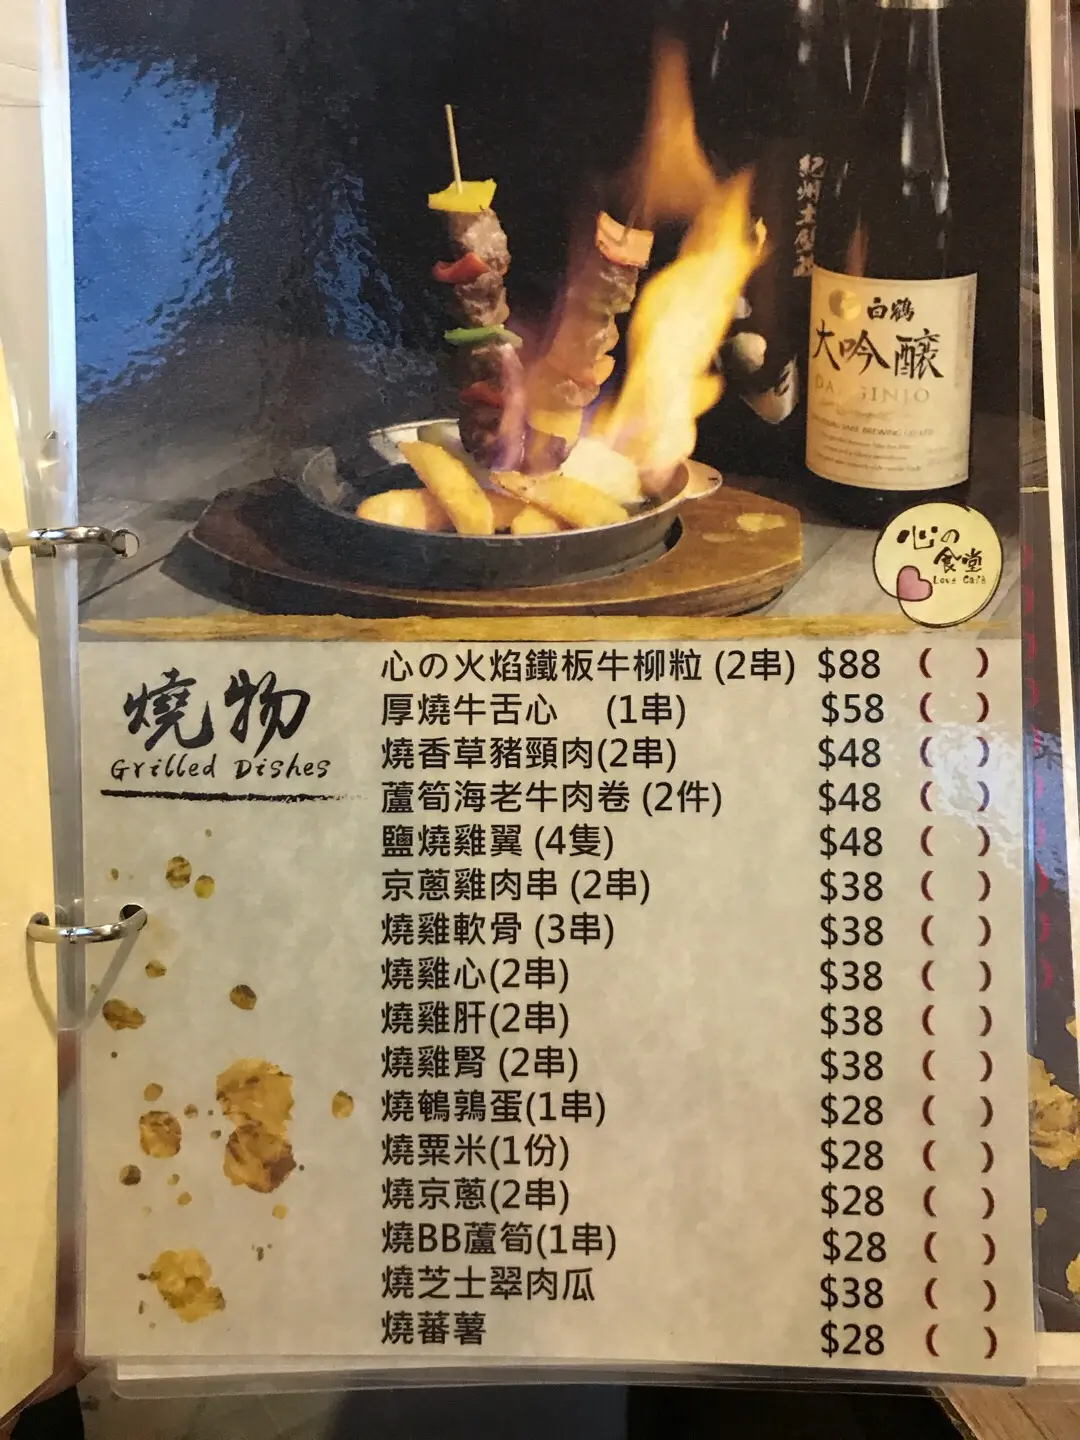 紀州
白鶴
大吟醸
DAIGINJO
心の
食堂
Love Café
燒物
Grilled Dishes
心の火焰鐵板牛柳粒 (2串) $88 ( )
厚燒牛舌心 (1串) $58 ( )
燒香草豬頸肉(2串) $48 ( )
蘆筍海老牛肉卷 (2件) $48 ( )
鹽燒雞翼 (4隻) $48 ( )
京蔥雞肉串 (2串) $38 ( )
燒雞軟骨 (3串) $38 ( )
燒雞心(2串) $38 ( )
燒雞肝(2串) $38 ( )
燒雞腎 (2串) $38 ( )
燒鵪鶉蛋(1串) $28 ( )
燒粟米(1份) $28 ( )
燒京蔥(2串) $28 ( )
燒BB蘆筍(1串) $28 ( )
燒芝士翠肉瓜 $38 ( )
燒蕃薯 $28 ( )